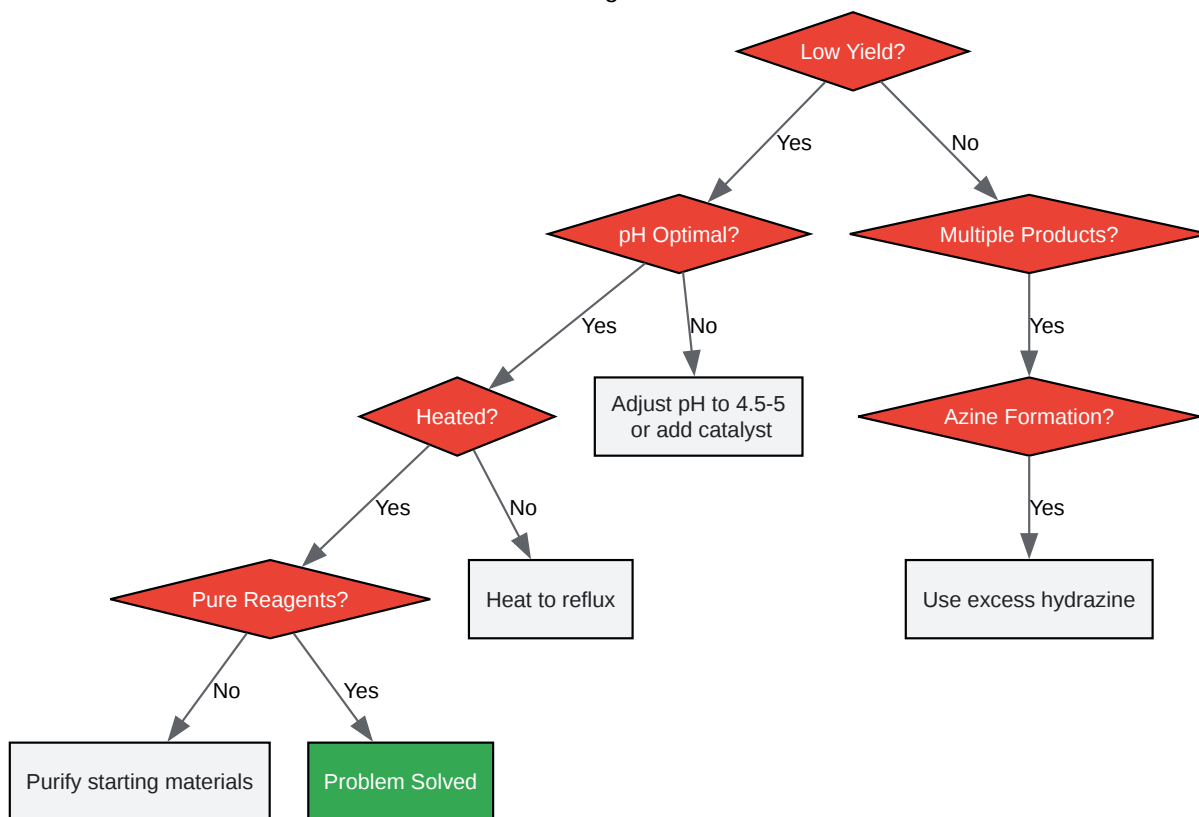 Low Yield?
Yes
No
pH Optimal?
Multiple Products?
Yes
No
Yes
Heated?
Adjust pH to 4.5-5
or add catalyst
Azine Formation?
Yes
No
Yes
Pure Reagents?
Heat to reflux
Use excess hydrazine
No
Yes
Purify starting materials
Problem Solved